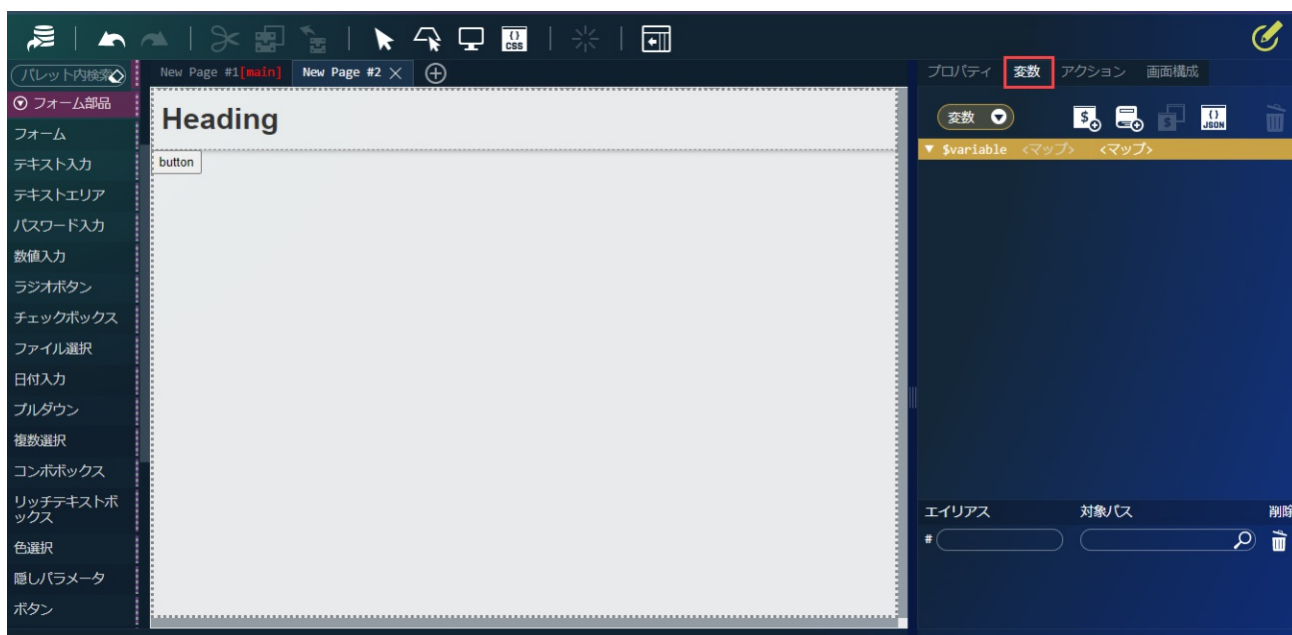 {}
CSS
パレット内検索
New Page #1[main]
New Page #2
プロパティ
変数
アクション
画面構成
フォーム部品
フォーム
テキスト入力
テキストエリア
パスワード入力
数値入力
ラジオボタン
チェックボックス
ファイル選択
日付入力
プルダウン
複数選択
コンボボックス
リッチテキストボ
ックス
色選択
隠しパラメータ
ボタン
Heading
button
変数
$
$
{}
JSON
$variable <マップ> <マップ>
エイリアス
対象パス
削除
#